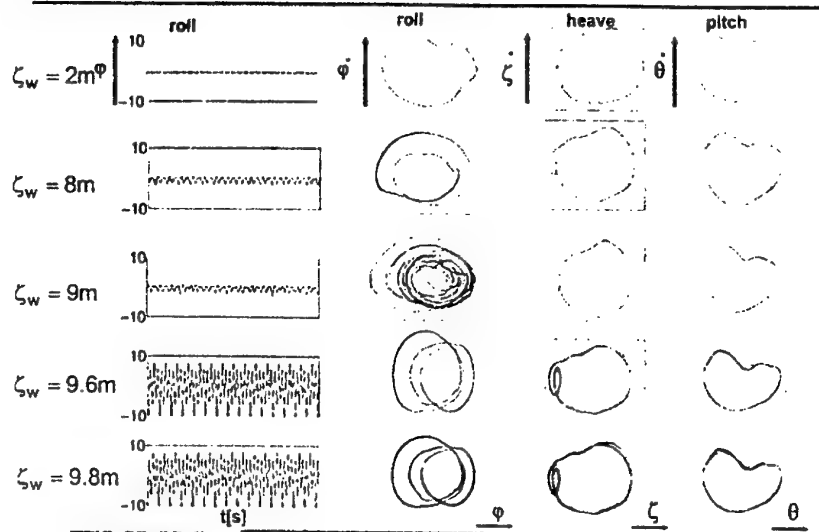 roll roll heave pitch
ζw = 2m φ 10 -10 φ̇ ζ̇ θ̇
ζw = 8m 10 -10
ζw = 9m 10 -10
ζw = 9.6m 10 -10
ζw = 9.8m 10 -10
t[s] φ ζ θ